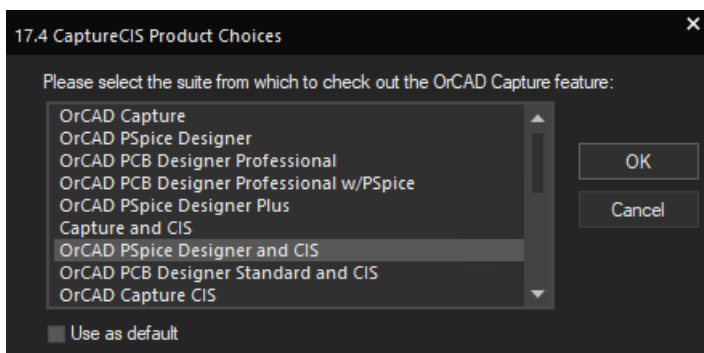 17.4 CaptureCIS Product Choices
Please select the suite from which to check out the OrCAD Capture feature:
OrCAD Capture
OrCAD PSpice Designer
OrCAD PCB Designer Professional
OrCAD PCB Designer Professional w/PSpice
OrCAD PSpice Designer Plus
Capture and CIS
OrCAD PSpice Designer and CIS
OrCAD PCB Designer Standard and CIS
OrCAD Capture CIS
OK
Cancel
Use as default